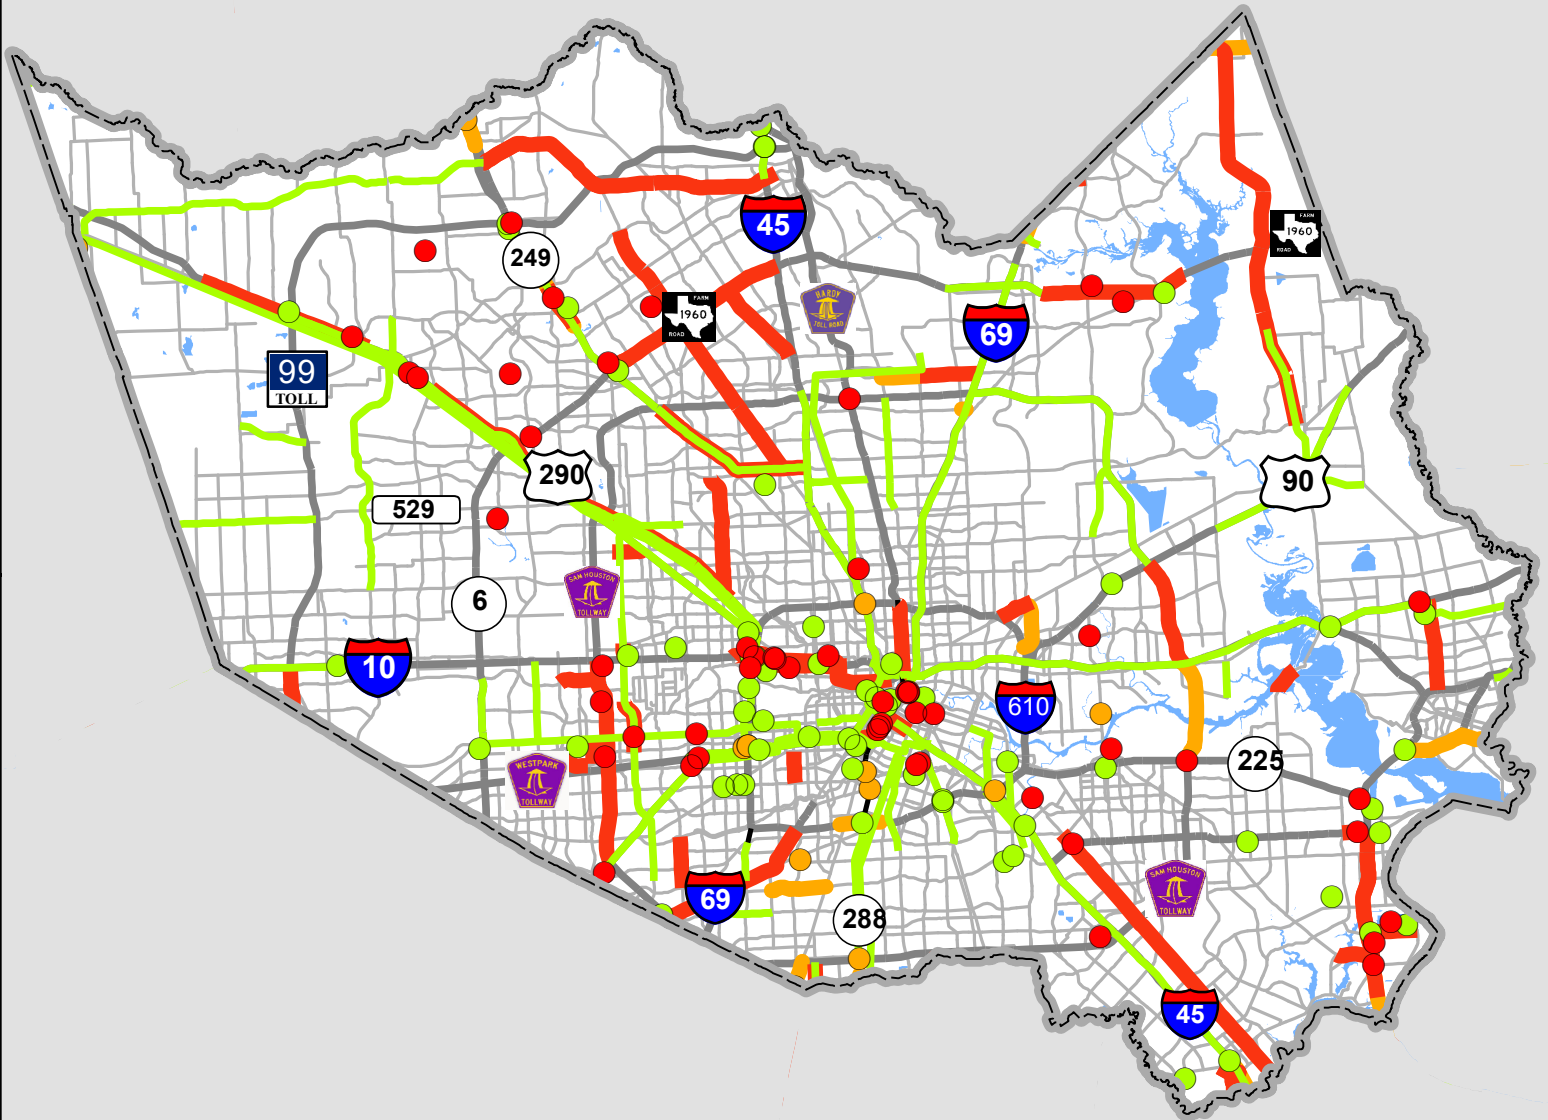 45
FARM
1960
ROAD
249
HARDY
TOLL ROAD
FARM
1960
ROAD
69
99
TOLL
290
90
529
SAM HOUSTON
TOLLWAY
6
10
610
225
WESTPARK
TOLLWAY
SAM HOUSTON
TOLLWAY
69
288
45